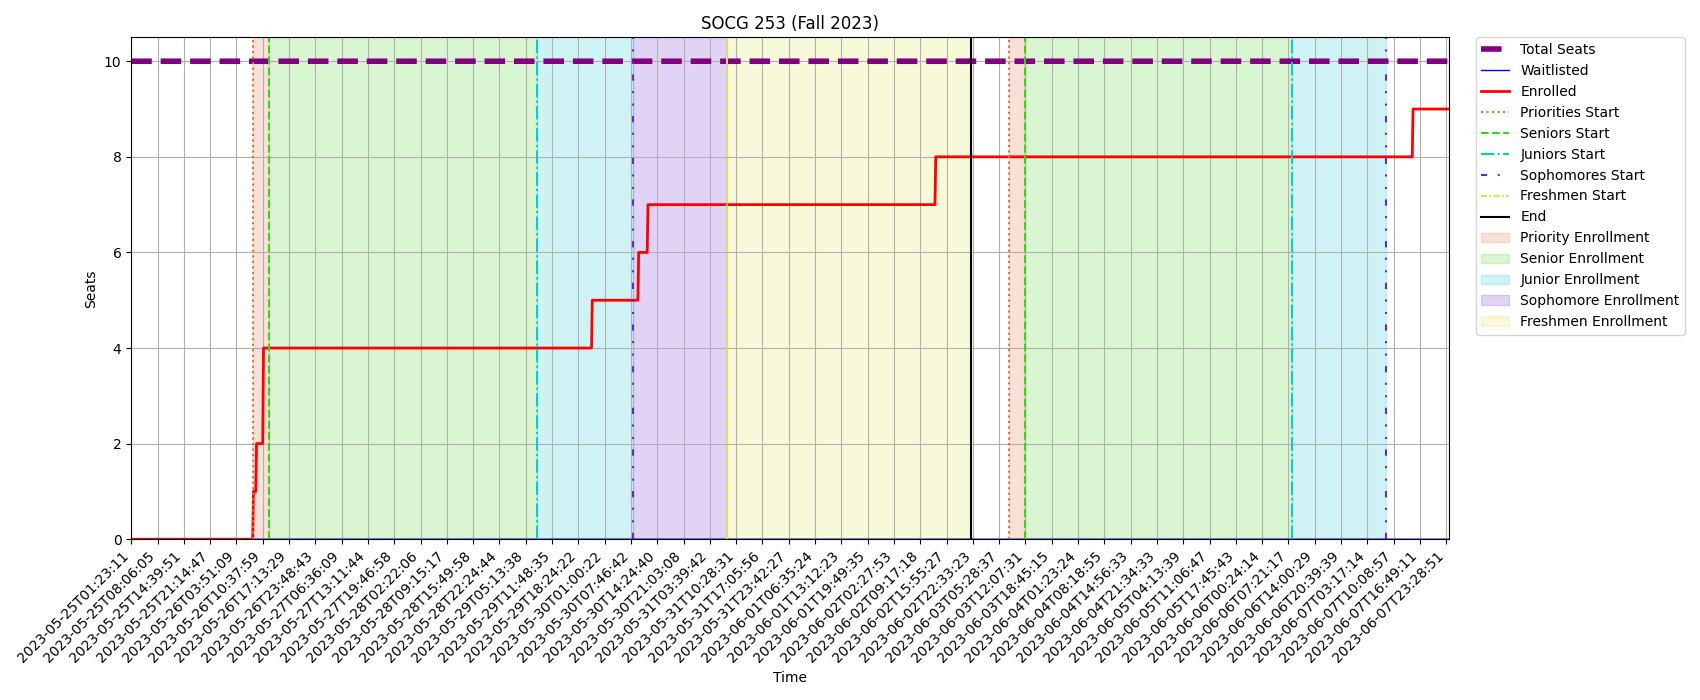 SOCG 253 (Fall 2023)
10
8
6
4
2
0
Seats
2023-05-25T01:23:11
2023-05-25T08:06:05
2023-05-25T14:39:51
2023-05-25T21:14:47
2023-05-26T03:51:09
2023-05-26T10:37:59
2023-05-26T17:13:29
2023-05-26T23:48:43
2023-05-27T06:36:09
2023-05-27T13:11:44
2023-05-27T19:46:58
2023-05-28T02:22:06
2023-05-28T09:15:17
2023-05-28T15:49:58
2023-05-28T22:24:44
2023-05-29T05:13:38
2023-05-29T11:48:35
2023-05-29T18:24:22
2023-05-30T01:00:22
2023-05-30T07:46:42
2023-05-30T14:24:40
2023-05-30T21:03:08
2023-05-31T03:39:42
2023-05-31T10:28:31
2023-05-31T17:05:56
2023-05-31T23:42:27
2023-06-01T06:35:24
2023-06-01T13:12:23
2023-06-01T19:49:35
2023-06-02T02:27:53
2023-06-02T09:17:18
2023-06-02T15:55:27
2023-06-02T22:33:23
2023-06-03T05:28:37
2023-06-03T12:07:31
2023-06-03T18:45:15
2023-06-04T01:23:24
2023-06-04T08:18:55
2023-06-04T14:56:33
2023-06-04T21:34:33
2023-06-05T04:13:39
2023-06-05T11:06:47
2023-06-05T17:45:43
2023-06-06T00:24:14
2023-06-06T07:21:17
2023-06-06T14:00:29
2023-06-06T20:39:39
2023-06-07T03:17:14
2023-06-07T10:08:57
2023-06-07T16:49:11
2023-06-07T23:28:51
Time
Total Seats
Waitlisted
Enrolled
Priorities Start
Seniors Start
Juniors Start
Sophomores Start
Freshmen Start
End
Priority Enrollment
Senior Enrollment
Junior Enrollment
Sophomore Enrollment
Freshmen Enrollment